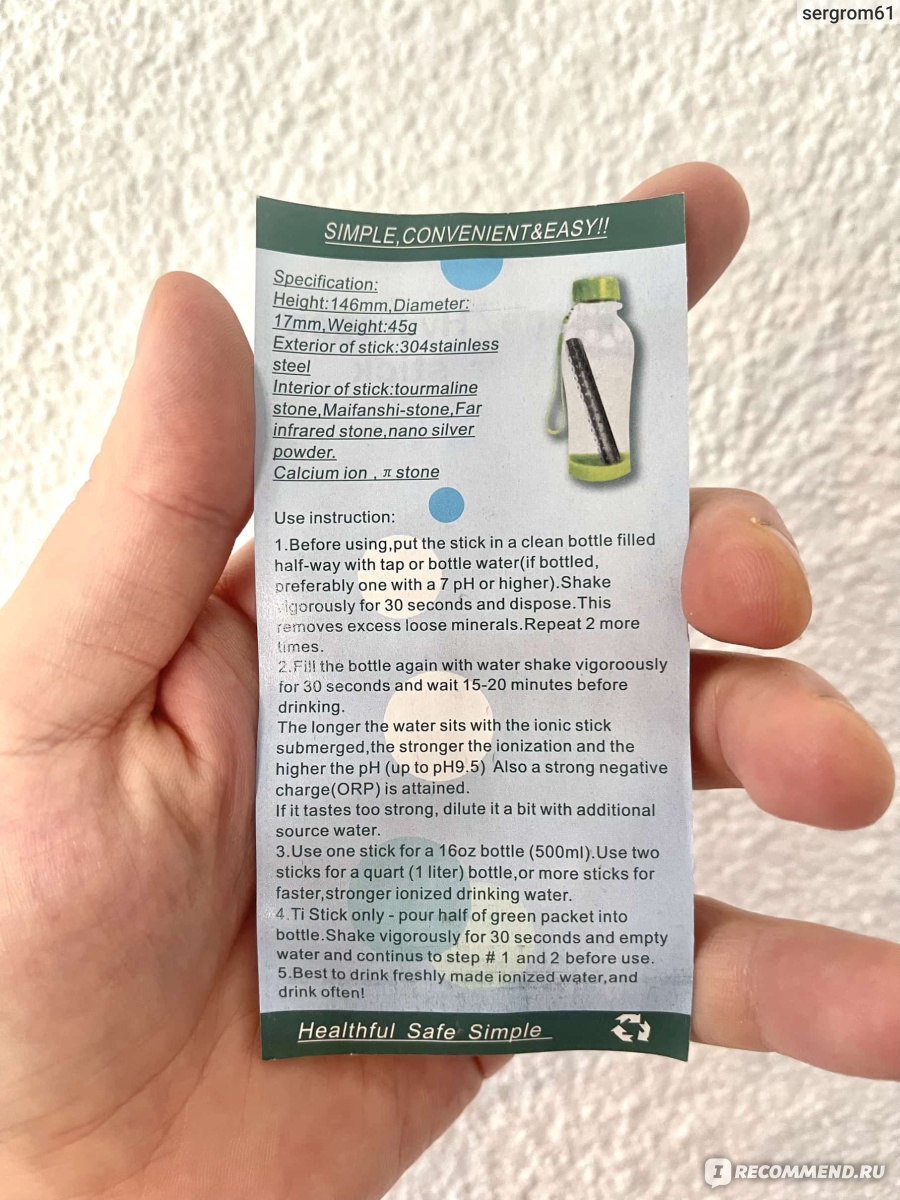 sergrom61
SIMPLE,CONVENIENT&EASY!!
Specification:
Height:146mm,Diameter:
17mm,Weight:45g
Exterior of stick:304stainless
steel
Interior of stick:tourmaline
stone,Maifanshi-stone,Far
infrared stone,nano silver
powder.
Calcium ion , π stone
Use instruction:
1.Before using,put the stick in a clean bottle filled
half-way with tap or bottle water(if bottled,
preferably one with a 7 pH or higher).Shake
vigorously for 30 seconds and dispose.This
removes excess loose minerals.Repeat 2 more
times.
2.Fill the bottle again with water shake vigoroously
for 30 seconds and wait 15-20 minutes before
drinking.
The longer the water sits with the ionic stick
submerged,the stronger the ionization and the
higher the pH (up to pH9.5) Also a strong negative
charge(ORP) is attained.
If it tastes too strong, dilute it a bit with additional
source water.
3.Use one stick for a 16oz bottle (500ml).Use two
sticks for a quart (1 liter) bottle,or more sticks for
faster,stronger ionized drinking water.
4.Ti Stick only - pour half of green packet into
bottle.Shake vigorously for 30 seconds and empty
water and continus to step # 1 and 2 before use.
5.Best to drink freshly made ionized water,and
drink often!
Healthful Safe Simple
I RECOMMEND.RU